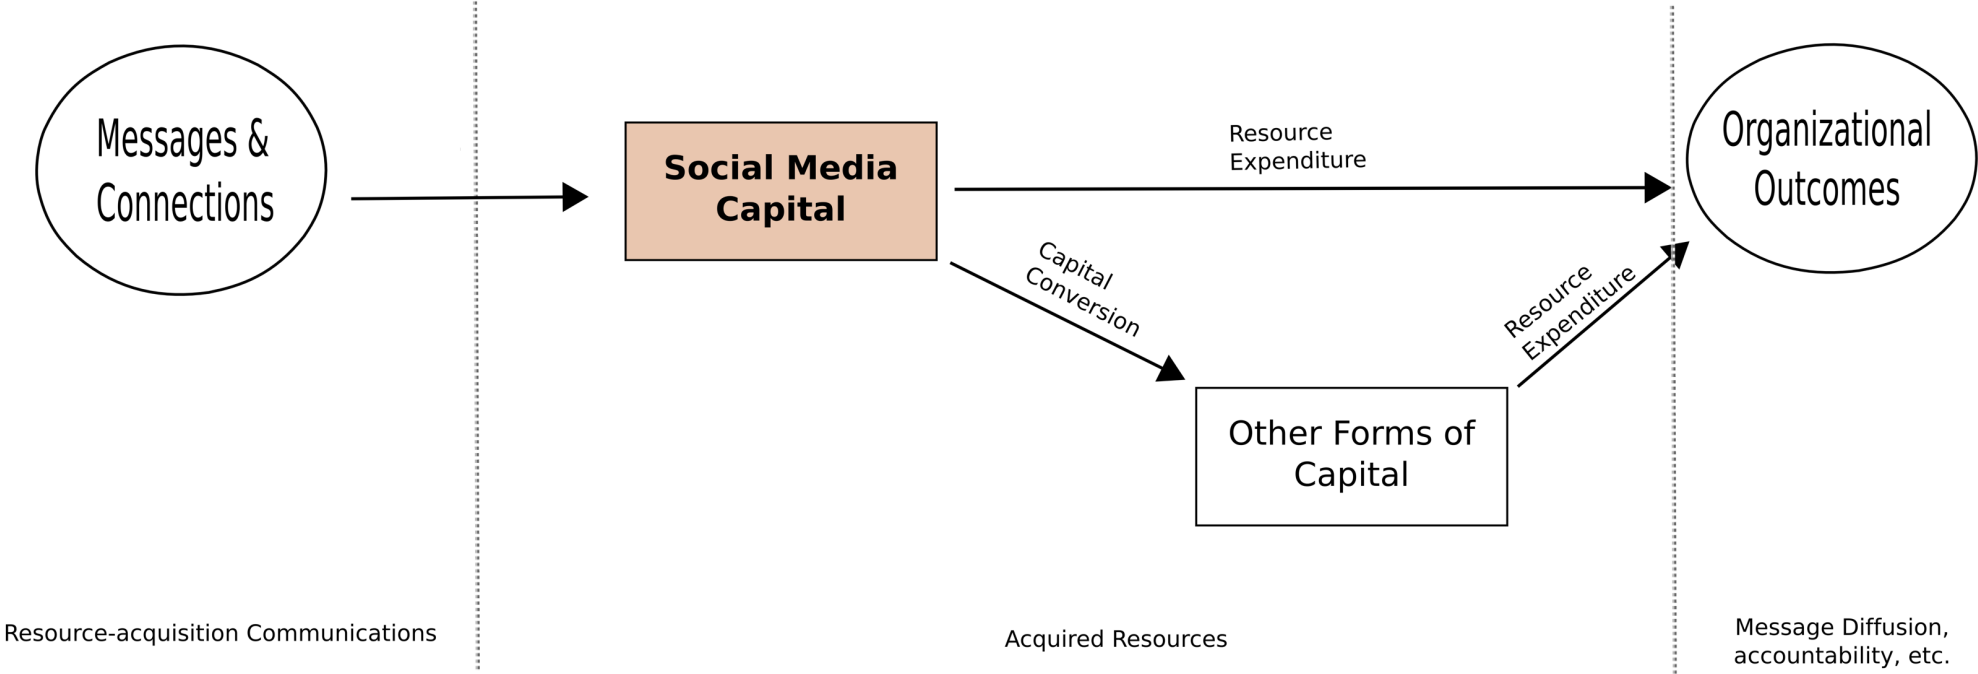 Messages &
Connections
Social Media
Capital
Resource
Expenditure
Organizational
Outcomes
Capital
Conversion
Resource
Expenditure
Other Forms of
Capital
Resource-acquisition Communications
Acquired Resources
Message Diffusion,
accountability, etc.